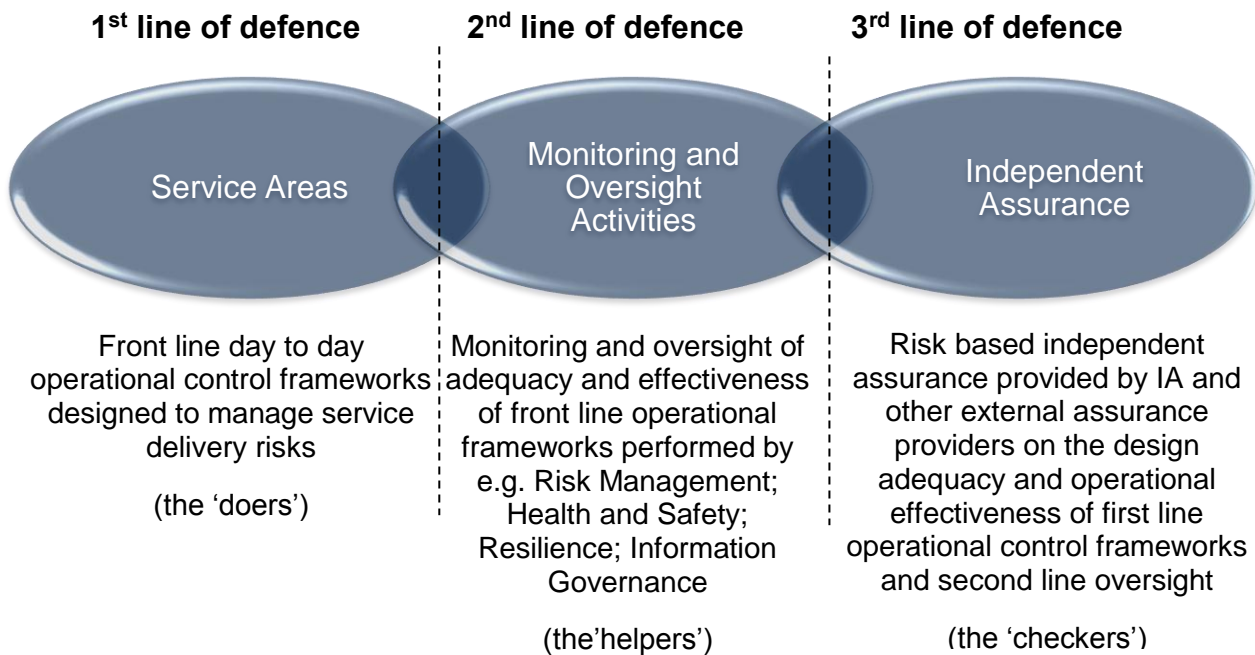 1st line of defence
2nd line of defence
3rd line of defence
Service Areas
Monitoring and
Oversight
Activities
Independent
Assurance
Front line day to day
operational control frameworks
designed to manage service
delivery risks
(the ‘doers’)
Monitoring and oversight of
adequacy and effectiveness
of front line operational
frameworks performed by
e.g. Risk Management;
Health and Safety;
Resilience; Information
Governance
(the’helpers’)
Risk based independent
assurance provided by IA and
other external assurance
providers on the design
adequacy and operational
effectiveness of first line
operational control frameworks
and second line oversight
(the ‘checkers’)